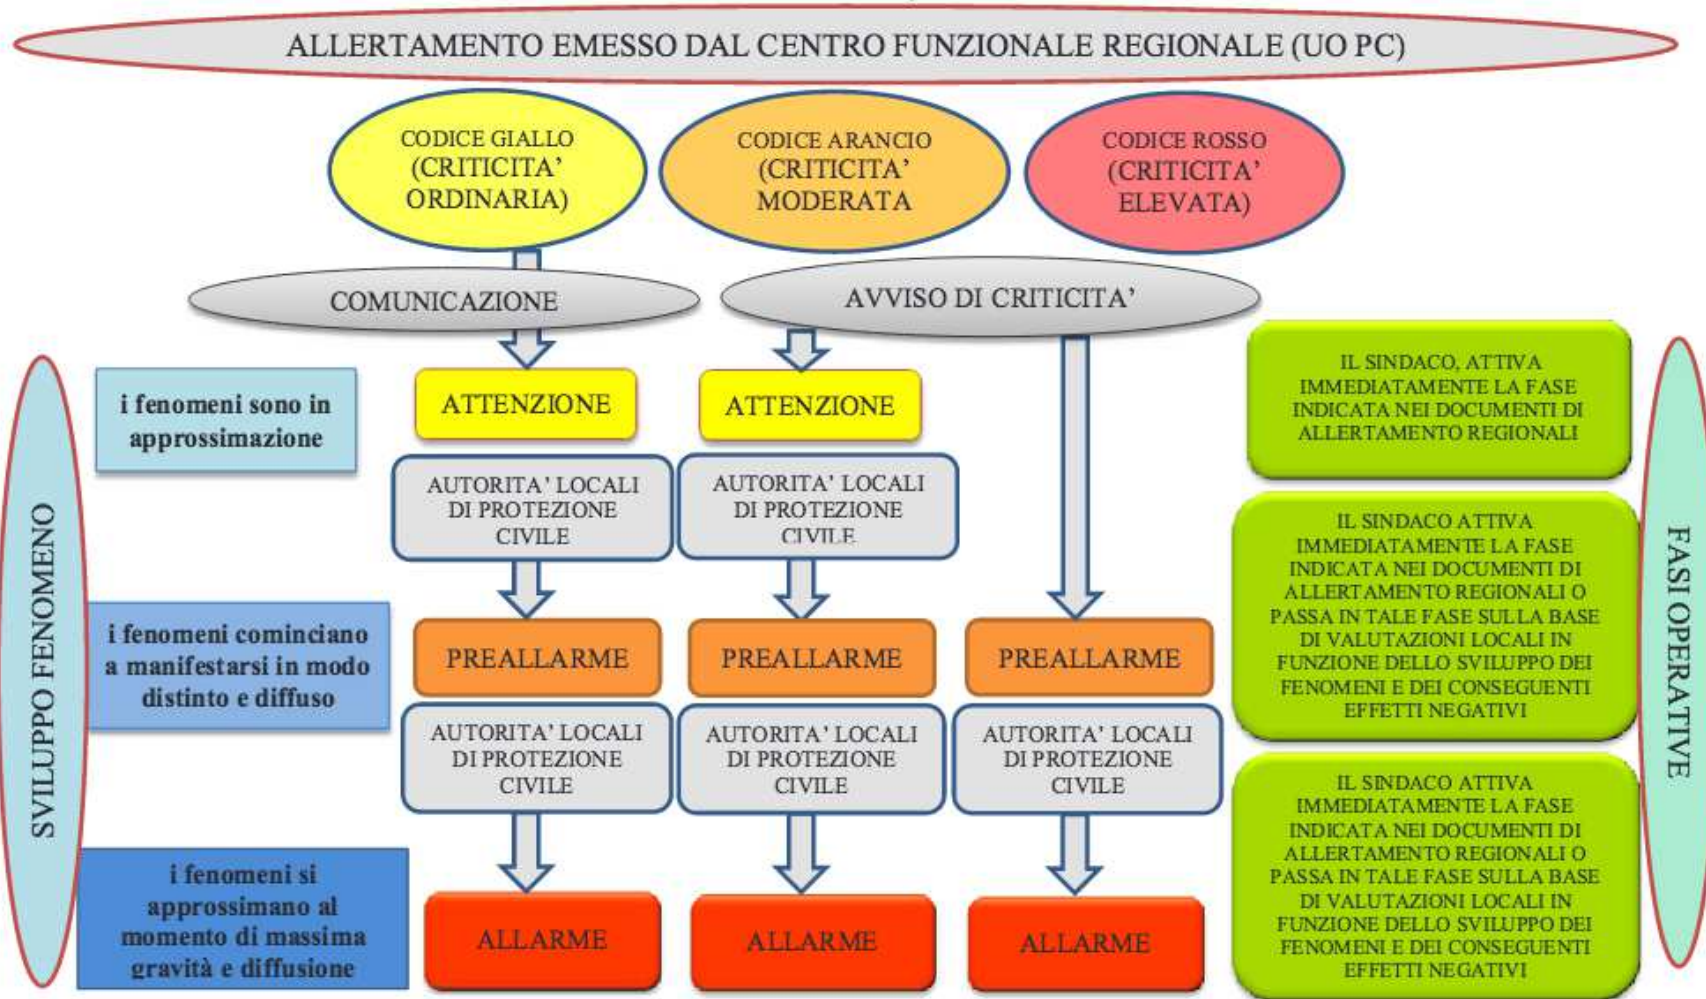 ALLERTAMENTO EMESSO DAL CENTRO FUNZIONALE REGIONALE (UO PC)
CODICE GIALLO
(CRITICITA'
ORDINARIA)
CODICE ARANCIO
(CRITICITA'
MODERATA
CODICE ROSSO
(CRITICITA'
ELEVATA)
COMUNICAZIONE
AVVISO DI CRITICITA'
SVILUPPO FENOMENO
i fenomeni sono in
approssimazione
ATTENZIONE
ATTENZIONE
IL SINDACO, ATTIVA
IMMEDIATAMENTE LA FASE
INDICATA NEI DOCUMENTI DI
ALLERTAMENTO REGIONALI
AUTORITA' LOCALI
DI PROTEZIONE
CIVILE
AUTORITA' LOCALI
DI PROTEZIONE
CIVILE
i fenomeni cominciano
a manifestarsi in modo
distinto e diffuso
PREALLARME
PREALLARME
PREALLARME
IL SINDACO ATTIVA
IMMEDIATAMENTE LA FASE
INDICATA NEI DOCUMENTI DI
ALLERTAMENTO REGIONALI O
PASSA IN TALE FASE SULLA BASE
DI VALUTAZIONI LOCALI IN
FUNZIONE DELLO SVILUPPO DEI
FENOMENI E DEI CONSEGUENTI
EFFETTI NEGATIVI
AUTORITA' LOCALI
DI PROTEZIONE
CIVILE
AUTORITA' LOCALI
DI PROTEZIONE
CIVILE
AUTORITA' LOCALI
DI PROTEZIONE
CIVILE
i fenomeni si
approssimano al
momento di massima
gravità e diffusione
ALLARME
ALLARME
ALLARME
IL SINDACO ATTIVA
IMMEDIATAMENTE LA FASE
INDICATA NEI DOCUMENTI DI
ALLERTAMENTO REGIONALI O
PASSA IN TALE FASE SULLA BASE
DI VALUTAZIONI LOCALI IN
FUNZIONE DELLO SVILUPPO DEI
FENOMENI E DEI CONSEGUENTI
EFFETTI NEGATIVI
FASI OPERATIVE